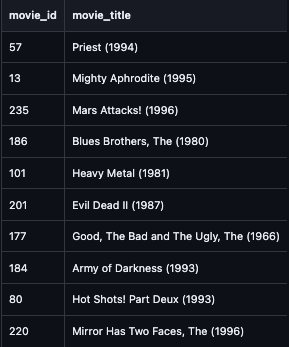 movie_id movie_title
57 Priest (1994)
13 Mighty Aphrodite (1995)
235 Mars Attacks! (1996)
186 Blues Brothers, The (1980)
101 Heavy Metal (1981)
201 Evil Dead II (1987)
177 Good, The Bad and The Ugly, The (1966)
184 Army of Darkness (1993)
80 Hot Shots! Part Deux (1993)
220 Mirror Has Two Faces, The (1996)